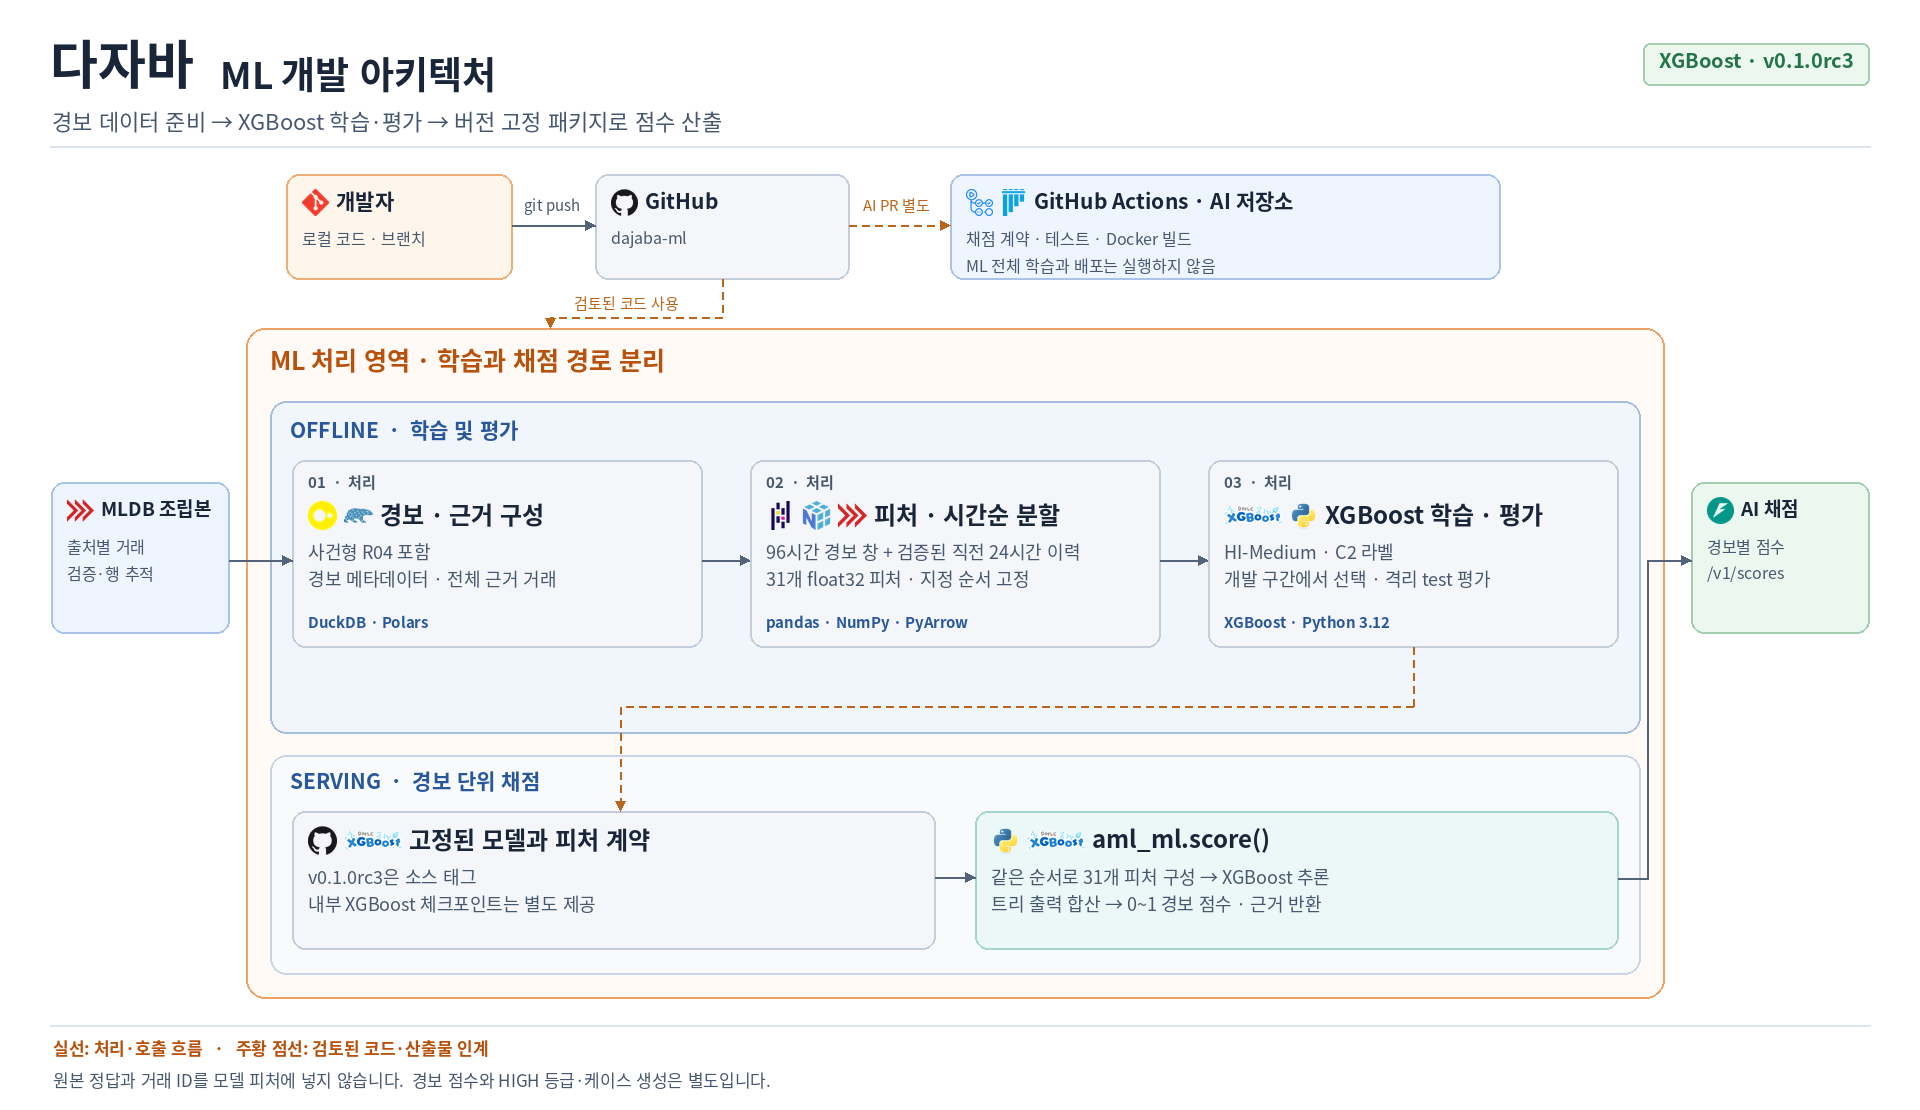 다자바 ML 개발 아키텍처
XGBoost · v0.1.0rc3
경보 데이터 준비 → XGBoost 학습·평가 → 버전 고정 패키지로 점수 산출
개발자
로컬 코드 · 브랜치
git push
GitHub
dajaba-ml
AI PR 별도
GitHub Actions · AI 저장소
채점 계약 · 테스트 · Docker 빌드
ML 전체 학습과 배포는 실행하지 않음
검토된 코드 사용
ML 처리 영역 · 학습과 채점 경로 분리
OFFLINE · 학습 및 평가
MLDB 조립본
출처별 거래
검증·행 추적
01 · 처리
경보 · 근거 구성
사건형 R04 포함
경보 메타데이터 · 전체 근거 거래
DuckDB · Polars
02 · 처리
피처 · 시간순 분할
96시간 경보 창 + 검증된 직전 24시간 이력
31개 float32 피처 · 지정 순서 고정
pandas · NumPy · PyArrow
03 · 처리
XGBoost
XGBoost 학습 · 평가
HI-Medium · C2 라벨
개발 구간에서 선택 · 격리 test 평가
XGBoost · Python 3.12
AI 채점
경보별 점수
/v1/scores
SERVING · 경보 단위 채점
XGBoost
고정된 모델과 피처 계약
v0.1.0rc3은 소스 태그
내부 XGBoost 체크포인트는 별도 제공
XGBoost
aml_ml.score()
같은 순서로 31개 피처 구성 → XGBoost 추론
트리 출력 합산 → 0~1 경보 점수 · 근거 반환
실선: 처리·호출 흐름 · 주황 점선: 검토된 코드·산출물 인계
원본 정답과 거래 ID를 모델 피처에 넣지 않습니다. 경보 점수와 HIGH 등급·케이스 생성은 별도입니다.